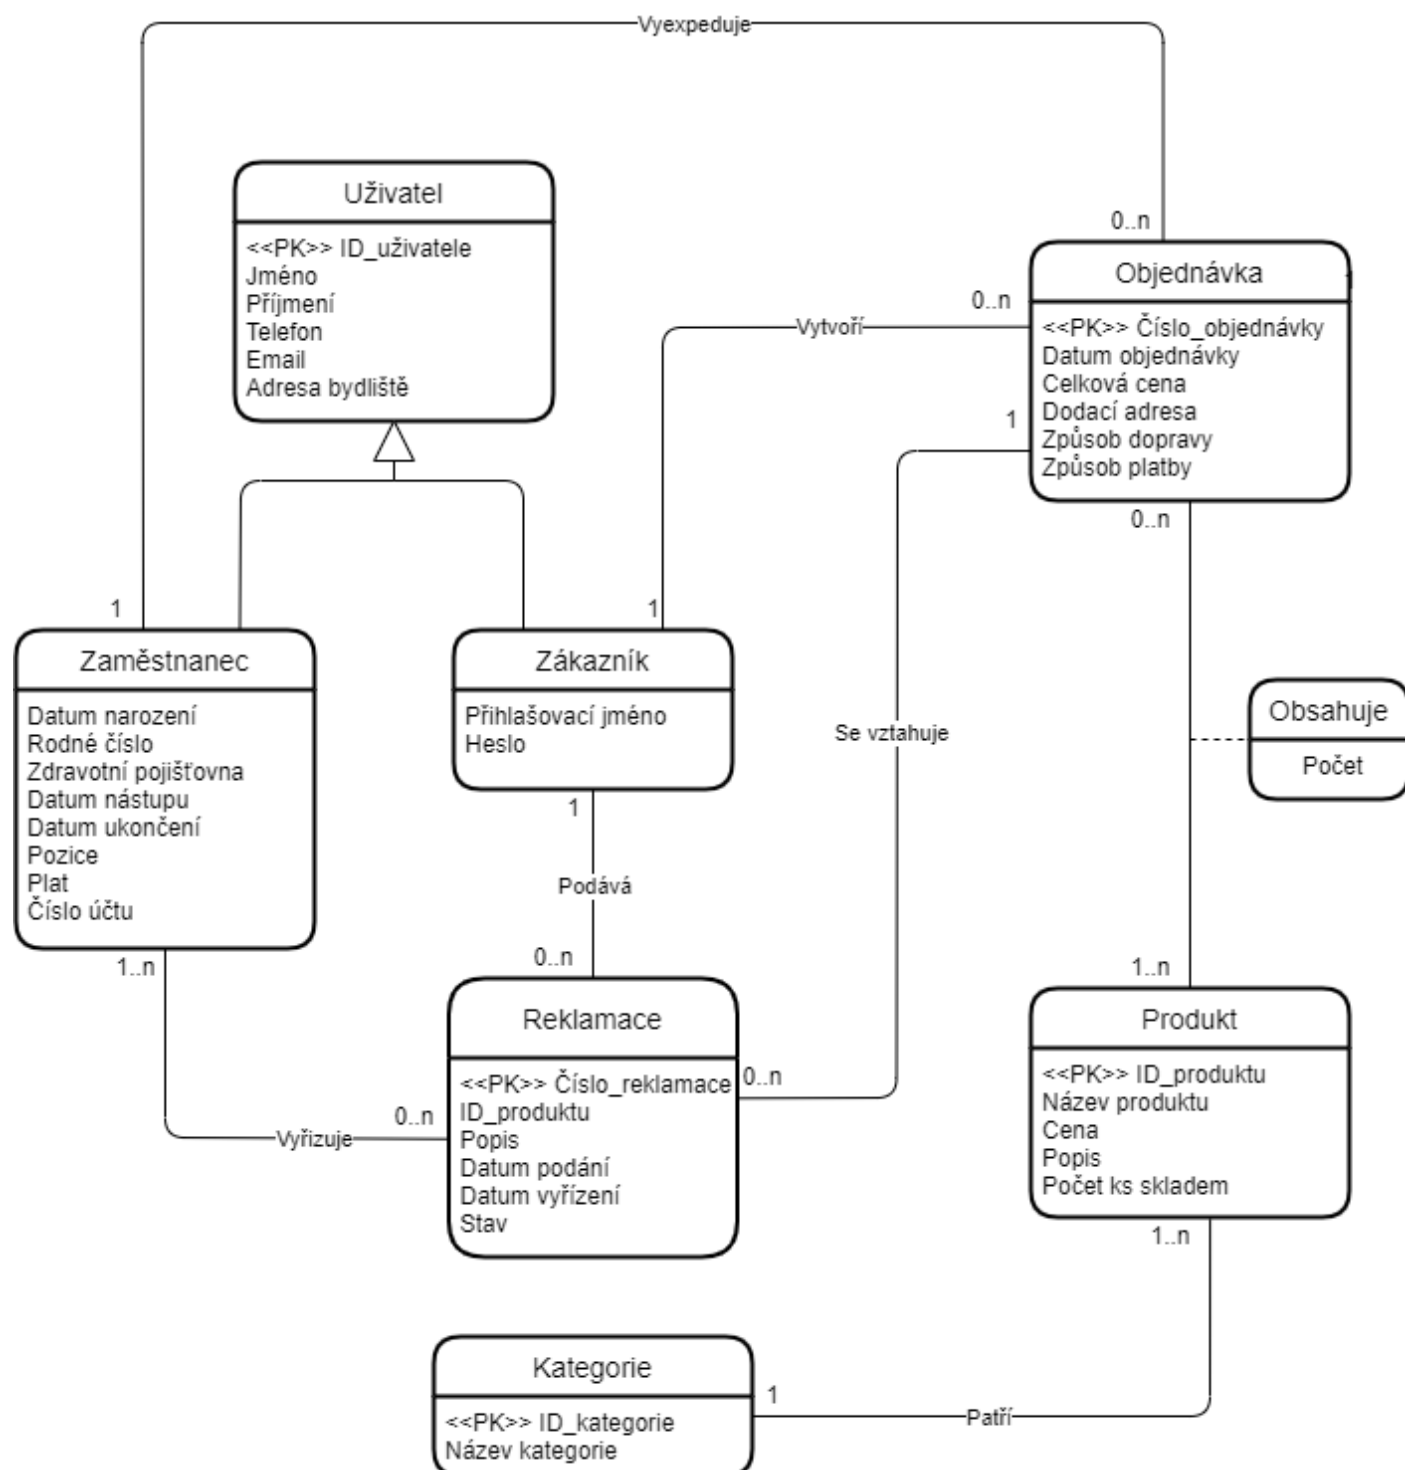 Vyexpeduje
Uživatel
<<PK>> ID_uživatele
Jméno
Příjmení
Telefon
Email
Adresa bydliště
0..n
Objednávka
<<PK>> Číslo_objednávky
Datum objednávky
Celková cena
Dodací adresa
Způsob dopravy
Způsob platby
0..n
Vytvoří
1
0..n
1
Zaměstnanec
Datum narození
Rodné číslo
Zdravotní pojišťovna
Datum nástupu
Datum ukončení
Pozice
Plat
Číslo účtu
1
Zákazník
Přihlašovací jméno
Heslo
Se vztahuje
Obsahuje
Počet
1
Podává
0..n
1..n
Vyřizuje
0..n
Reklamace
<<PK>> Číslo_reklamace
ID_produktu
Popis
Datum podání
Datum vyřízení
Stav
0..n
1..n
Produkt
<<PK>> ID_produktu
Název produktu
Cena
Popis
Počet ks skladem
1..n
Kategorie
<<PK>> ID_kategorie
Název kategorie
1
Patří